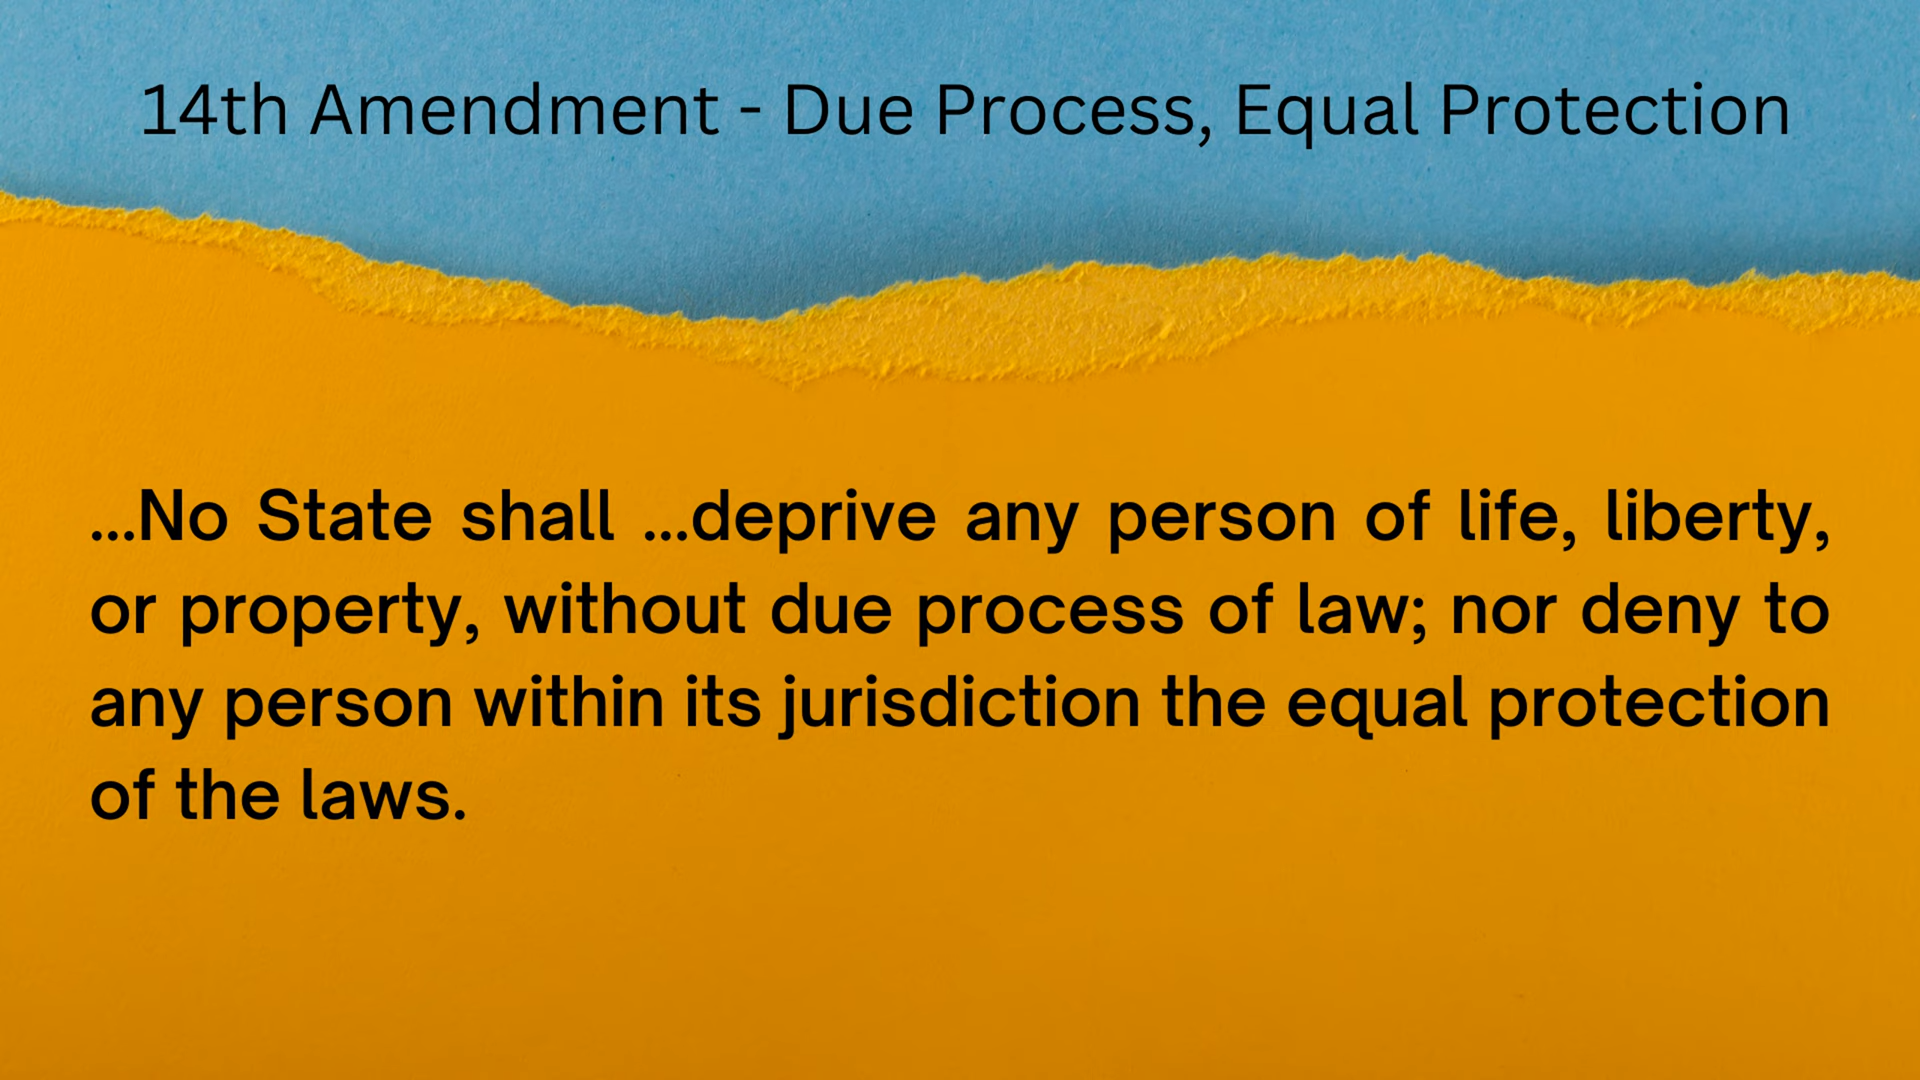 14th Amendment - Due Process, Equal Protection
...No State shall ...deprive any person of life, liberty,
or property, without due process of law; nor deny to
any person within its jurisdiction the equal protection
of the laws.